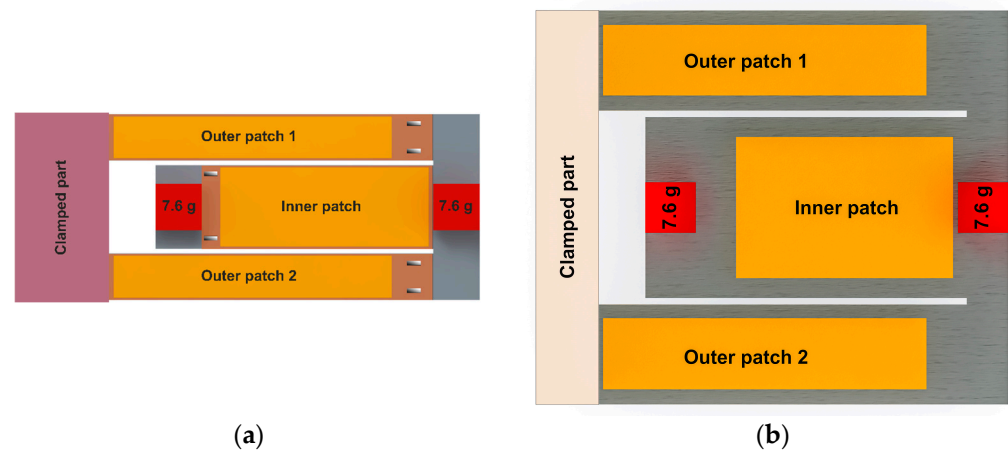 Clamped part
Outer patch 1
7.6 g
Inner patch
7.6 g
Outer patch 2
(a)
Clamped part
Outer patch 1
7.6 g
Inner patch
7.6 g
Outer patch 2
(b)